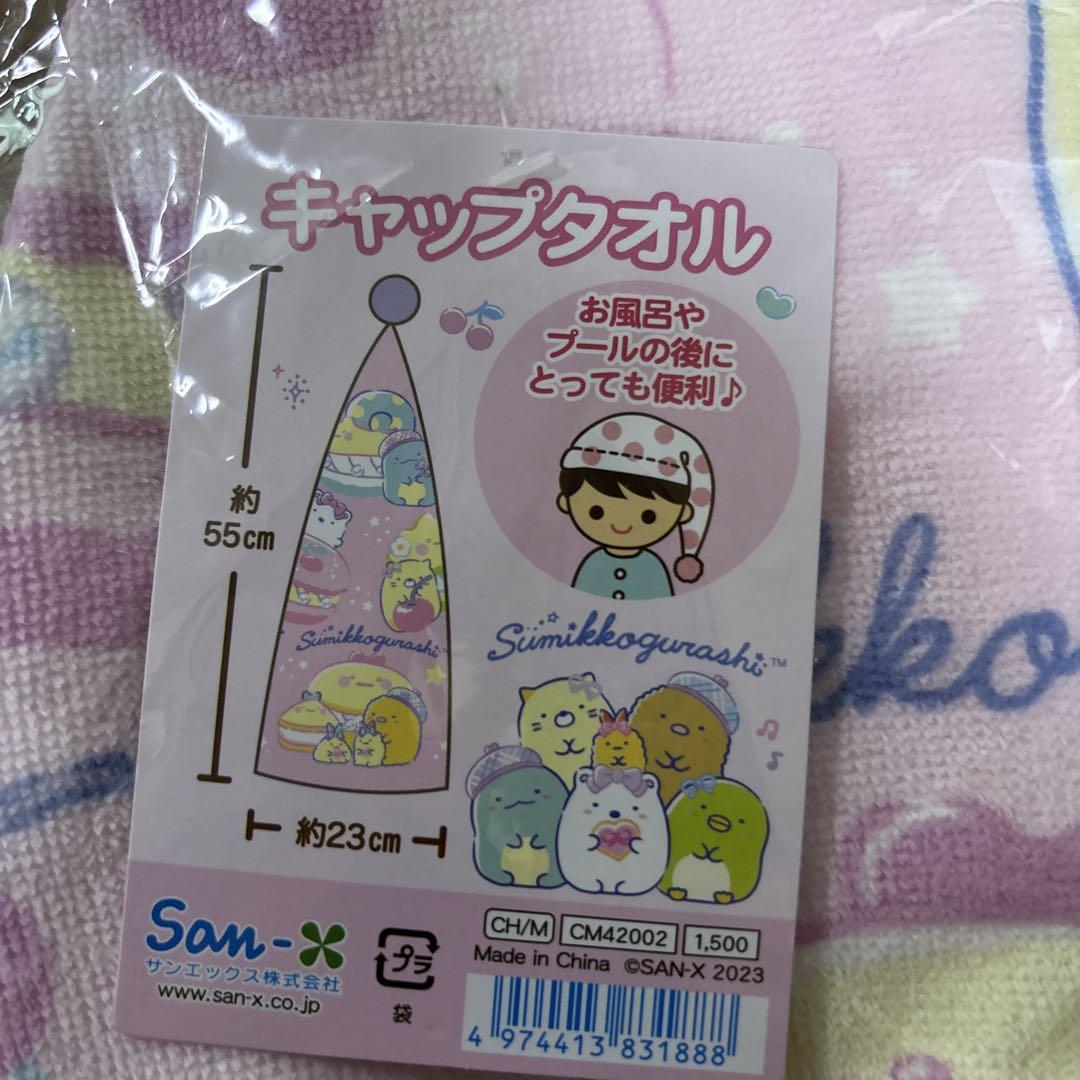 キャップタオル
お風呂や
プールの後に
とっても便利♪
約
55cm
Sumikkogurashi
Sumikkogurashi™
約23cm
San-X
サンエックス株式会社
www.san-x.co.jp
プラ
袋
CH/M CM42002 1,500
Made in China ©SAN-X 2023
4 974413 831888
kko